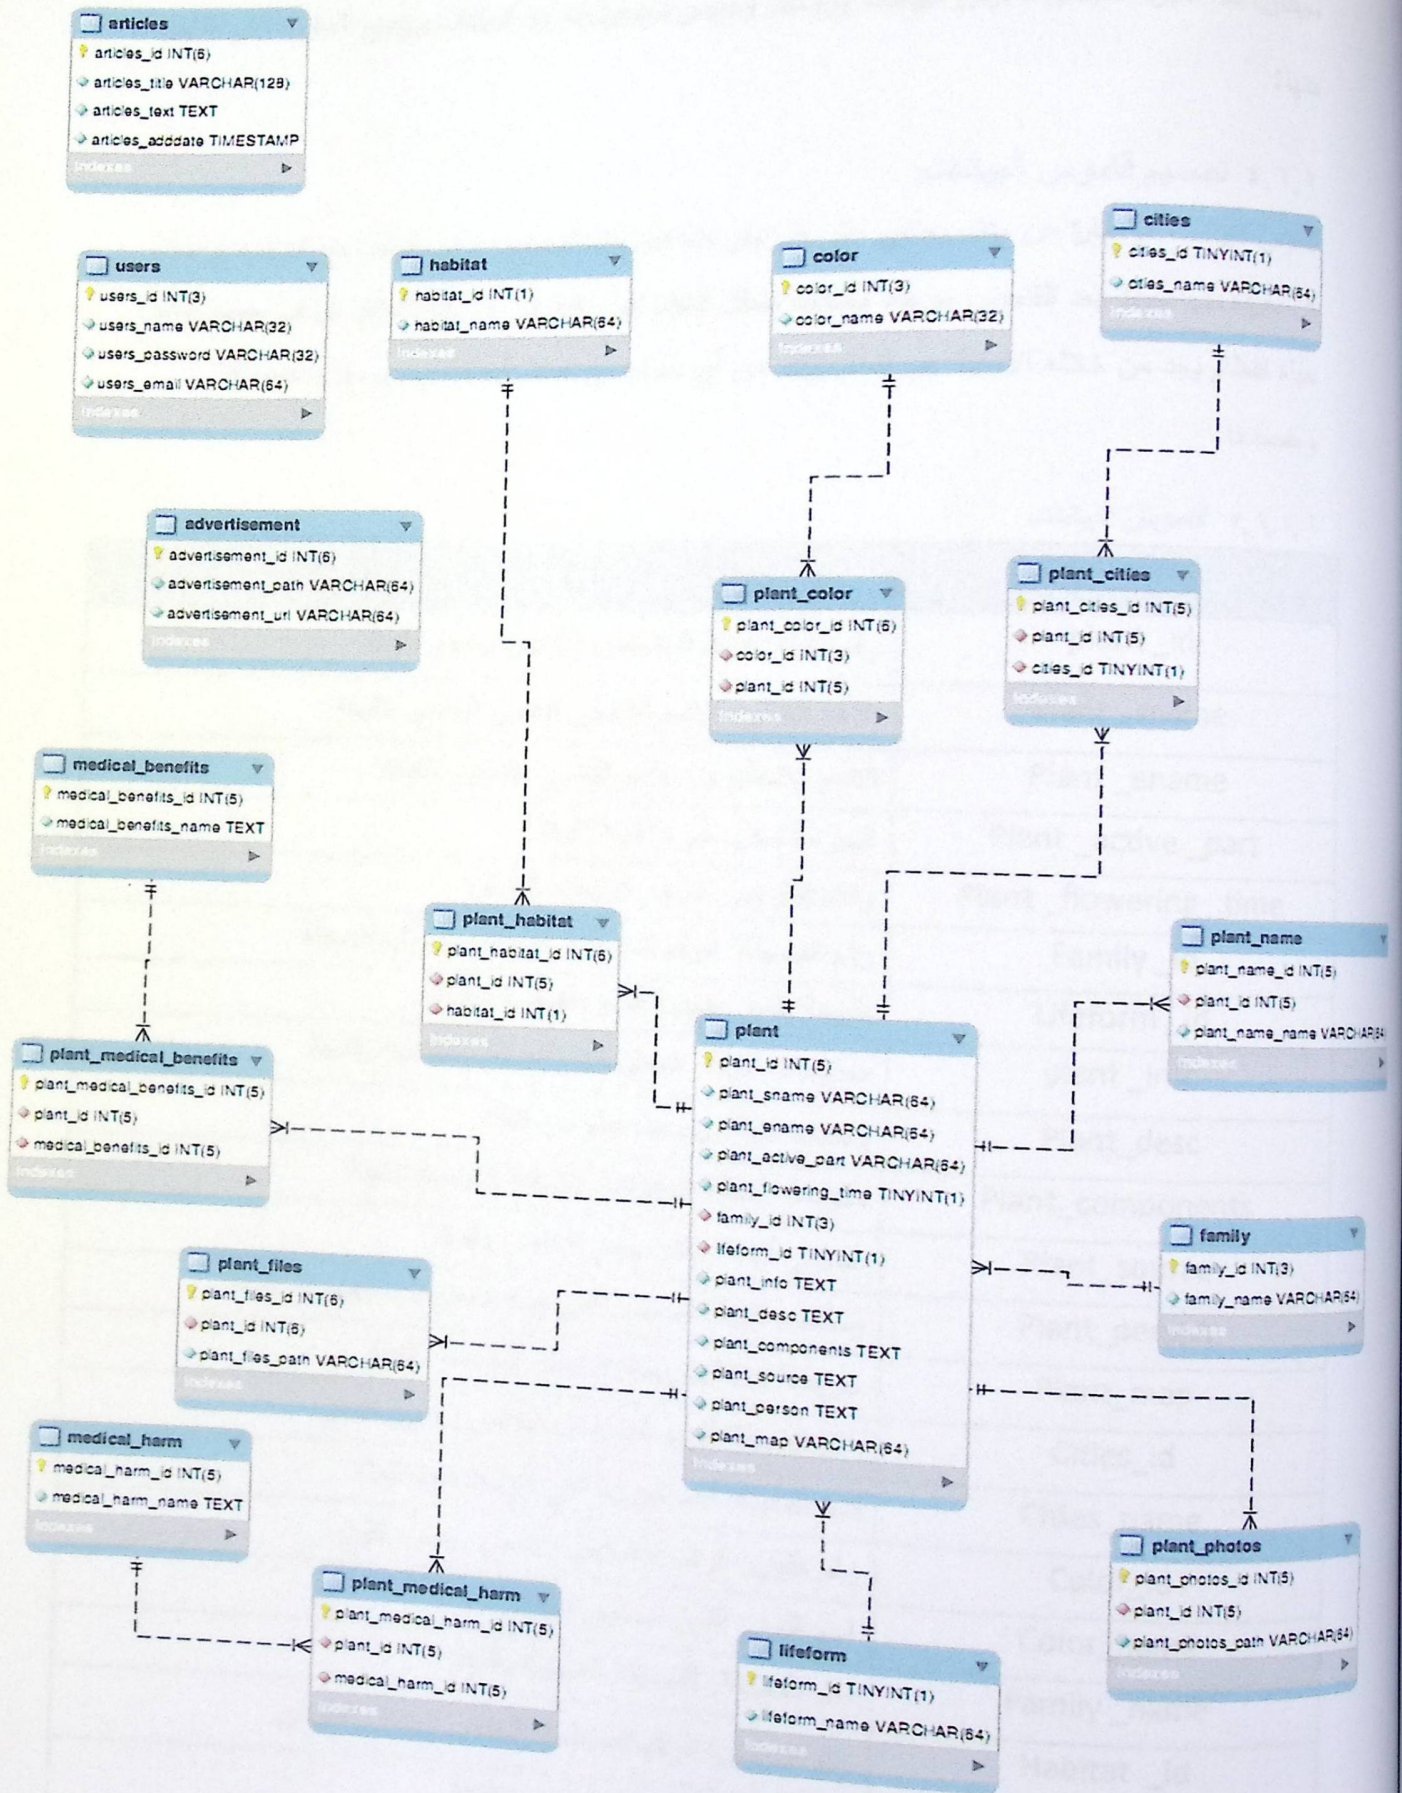 articles
articles_id INT(6)
articles_title VARCHAR(128)
articles_text TEXT
articles_adddate TIMESTAMP
Indexes
users
users_id INT(3)
users_name VARCHAR(32)
users_password VARCHAR(32)
users_email VARCHAR(64)
Indexes
habitat
habitat_id INT(1)
habitat_name VARCHAR(64)
Indexes
color
color_id INT(3)
color_name VARCHAR(32)
Indexes
cities
cities_id TINYINT(1)
cities_name VARCHAR(64)
Indexes
advertisement
advertisement_id INT(6)
advertisement_path VARCHAR(64)
advertisement_url VARCHAR(64)
Indexes
plant_color
plant_color_id INT(6)
color_id INT(3)
plant_id INT(5)
Indexes
plant_cities
plant_cities_id INT(5)
plant_id INT(5)
cities_id TINYINT(1)
Indexes
medical_benefits
medical_benefits_id INT(5)
medical_benefits_name TEXT
Indexes
plant_habitat
plant_habitat_id INT(6)
plant_id INT(5)
habitat_id INT(1)
Indexes
plant_name
plant_name_id INT(5)
plant_id INT(5)
plant_name_name VARCHAR(64
Indexes
plant_medical_benefits
plant_medical_benefits_id INT(5)
plant_id INT(5)
medical_benefits_id INT(5)
Indexes
plant
plant_id INT(5)
plant_sname VARCHAR(64)
plant_ename VARCHAR(64)
plant_active_part VARCHAR(64)
plant_flowering_time TINYINT(1)
family_id INT(3)
lifeform_id TINYINT(1)
plant_info TEXT
plant_desc TEXT
plant_components TEXT
plant_source TEXT
plant_person TEXT
plant_map VARCHAR(64)
Indexes
family
family_id INT(3)
family_name VARCHAR(64)
Indexes
plant_files
plant_files_id INT(6)
plant_id INT(6)
plant_files_path VARCHAR(64)
Indexes
medical_harm
medical_harm_id INT(5)
medical_harm_name TEXT
Indexes
plant_medical_harm
plant_medical_harm_id INT(5)
plant_id INT(5)
medical_harm_id INT(5)
Indexes
lifeform
lifeform_id TINYINT(1)
lifeform_name VARCHAR(64)
Indexes
plant_photos
plant_photos_id INT(5)
plant_id INT(5)
plant_photos_path VARCHAR(64)
Indexes